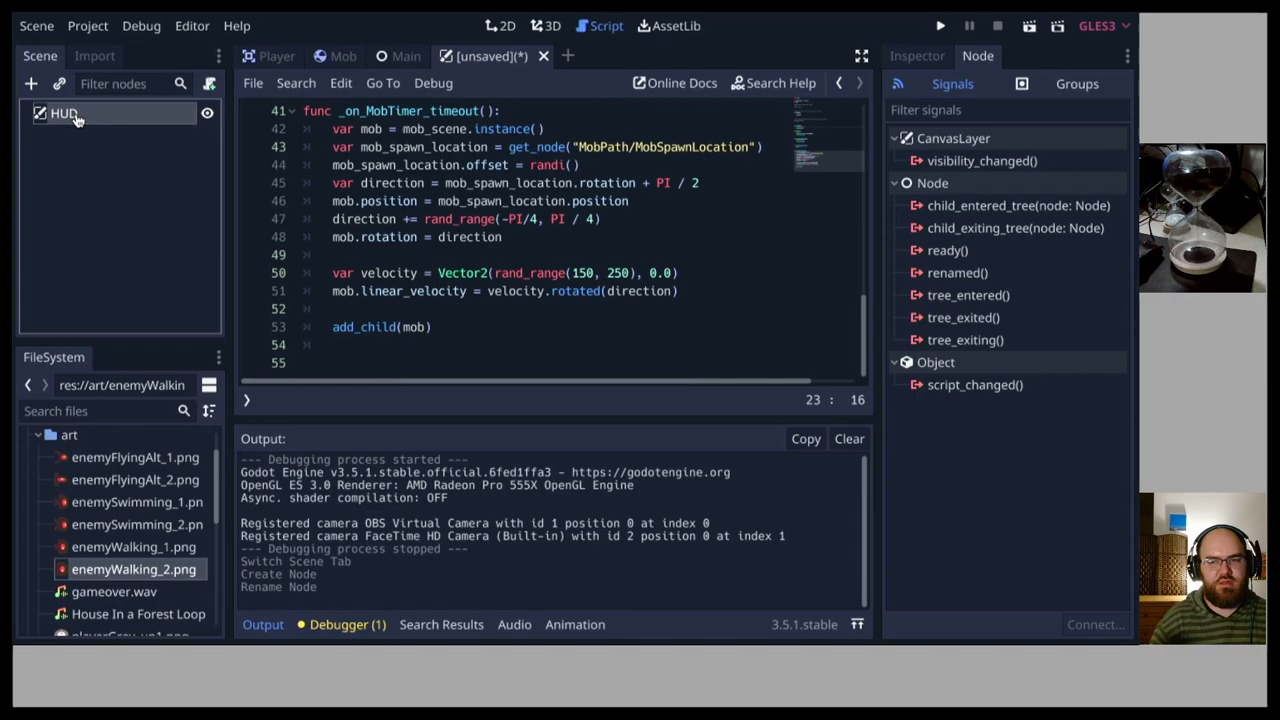 Scene Project Debug Editor Help
2D 3D Script AssetLib
GLES3
Scene Import
Player Mob Main [unsaved](*)
Inspector Node
Filter nodes
File Search Edit Go To Debug
Online Docs Search Help
Signals Groups
Filter signals
HUD
41 func _on_MobTimer_timeout():
42 var mob = mob_scene.instance()
43 var mob_spawn_location = get_node("MobPath/MobSpawnLocation")
44 mob_spawn_location.offset = randi()
45 var direction = mob_spawn_location.rotation + PI / 2
46 mob.position = mob_spawn_location.position
47 direction += rand_range(-PI/4, PI / 4)
48 mob.rotation = direction
49
50 var velocity = Vector2(rand_range(150, 250), 0.0)
51 mob.linear_velocity = velocity.rotated(direction)
52
53 add_child(mob)
54
55
23 : 16
CanvasLayer
visibility_changed()
Node
child_entered_tree(node: Node)
child_exiting_tree(node: Node)
ready()
renamed()
tree_entered()
tree_exited()
tree_exiting()
Object
script_changed()
Connect...
FileSystem
res://art/enemyWalkin
Search files
art
enemyFlyingAlt_1.png
enemyFlyingAlt_2.png
enemySwimming_1.pn
enemySwimming_2.pn
enemyWalking_1.png
enemyWalking_2.png
gameover.wav
House In a Forest Loop
Output:
Copy Clear
--- Debugging process started ---
Godot Engine v3.5.1.stable.official.6fed1ffa3 - https://godotengine.org
OpenGL ES 3.0 Renderer: AMD Radeon Pro 555X OpenGL Engine
Async. shader compilation: OFF
Registered camera OBS Virtual Camera with id 1 position 0 at index 0
Registered camera FaceTime HD Camera (Built-in) with id 2 position 0 at index 1
--- Debugging process stopped ---
Switch Scene Tab
Create Node
Rename Node
Output Debugger (1) Search Results Audio Animation
3.5.1.stable